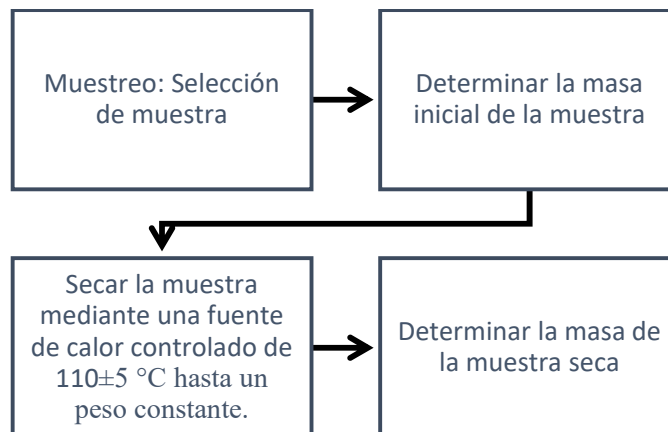 Muestreo: Selección
de muestra
Determinar la masa
inicial de la muestra
Secar la muestra
mediante una fuente
de calor controlado de
110±5 °C hasta un
peso constante.
Determinar la masa de
la muestra seca